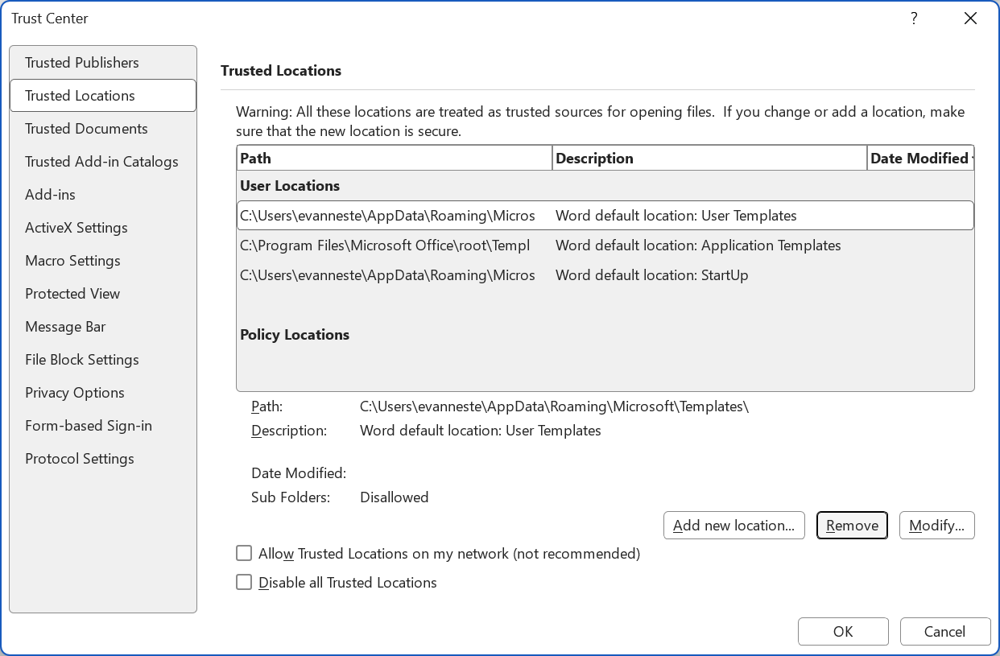 Trust Center
?
Trusted Publishers
Trusted Locations
Trusted Documents
Trusted Add-in Catalogs
Add-ins
ActiveX Settings
Macro Settings
Protected View
Message Bar
File Block Settings
Privacy Options
Form-based Sign-in
Protocol Settings
Trusted Locations
Warning: All these locations are treated as trusted sources for opening files.  If you change or add a location, make
sure that the new location is secure.
Path Description Date Modified
User Locations
C:\Users\evanneste\AppData\Roaming\Micros Word default location: User Templates
C:\Program Files\Microsoft Office\root\Templ Word default location: Application Templates
C:\Users\evanneste\AppData\Roaming\Micros Word default location: StartUp
Policy Locations
Path: C:\Users\evanneste\AppData\Roaming\Microsoft\Templates\
Description: Word default location: User Templates
Date Modified:
Sub Folders: Disallowed
Add new location... Remove Modify...
Allow Trusted Locations on my network (not recommended)
Disable all Trusted Locations
OK Cancel